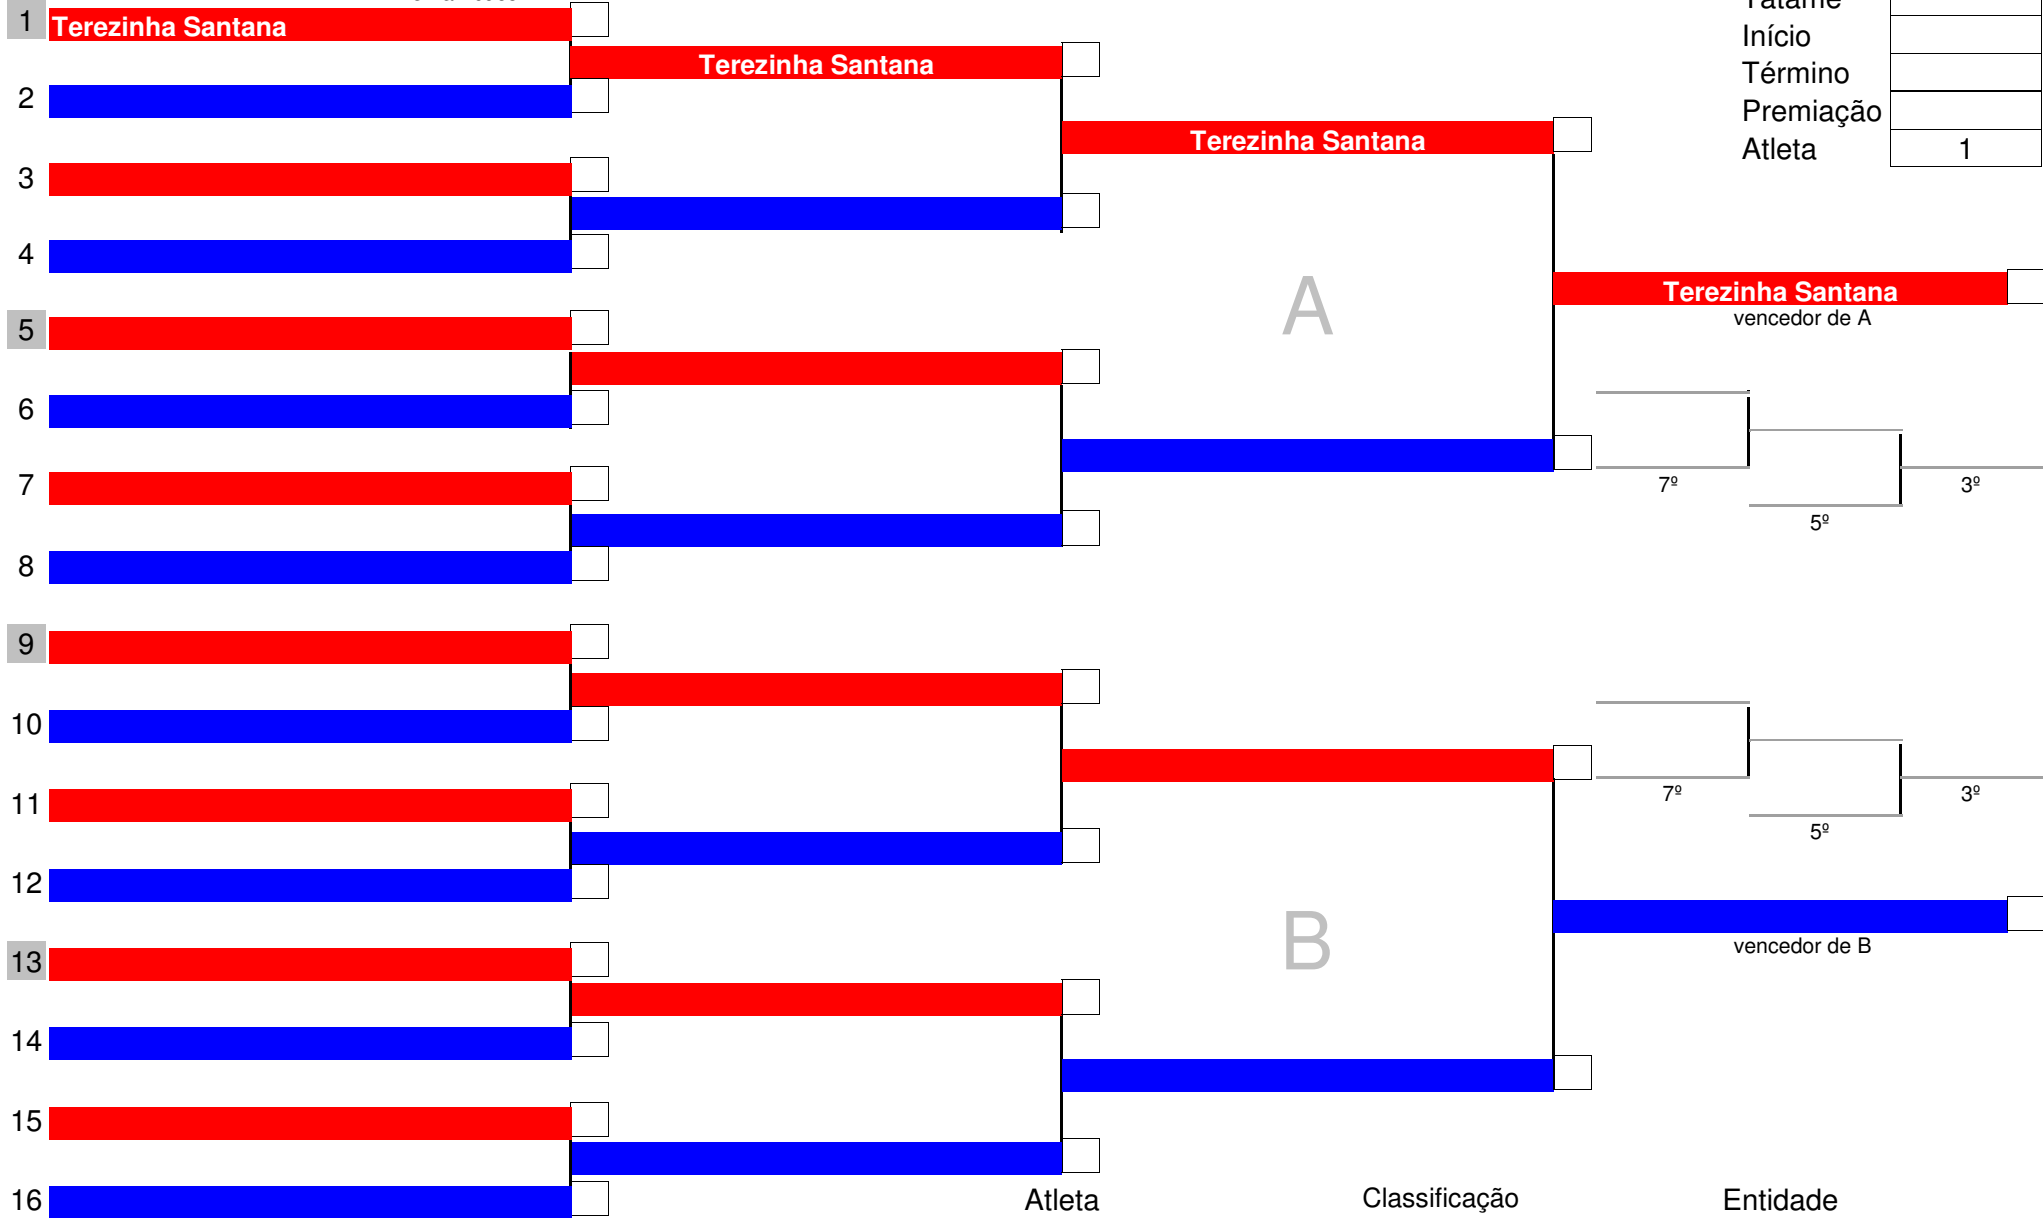 Tatame
1 Terezinha Santana
Início
Terezinha Santana
Término
2
Premiação
Terezinha Santana
Atleta 1
3
4
Terezinha Santana
A
vencedor de A
5
6
7
7º 3º
5º
8
9
10
11
7º 3º
5º
12
B
vencedor de B
13
14
15
16
Atleta Classificação Entidade